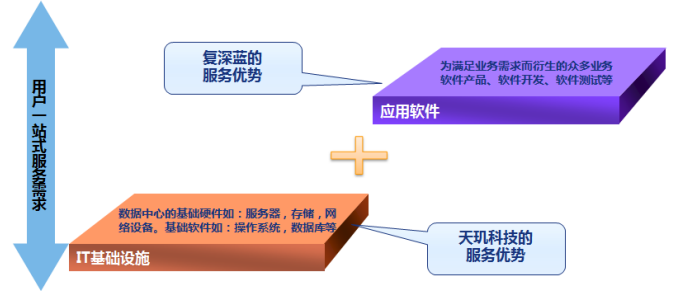 复深蓝的
服务优势
为满足业务需求而衍生的众多业务
软件产品、软件开发、软件测试等
应用软件
用户一站式服务需求
数据中心的基础硬件如：服务器，存储，网
络设备。基础软件如：操作系统，数据库等
IT基础设施
天玑科技的
服务优势